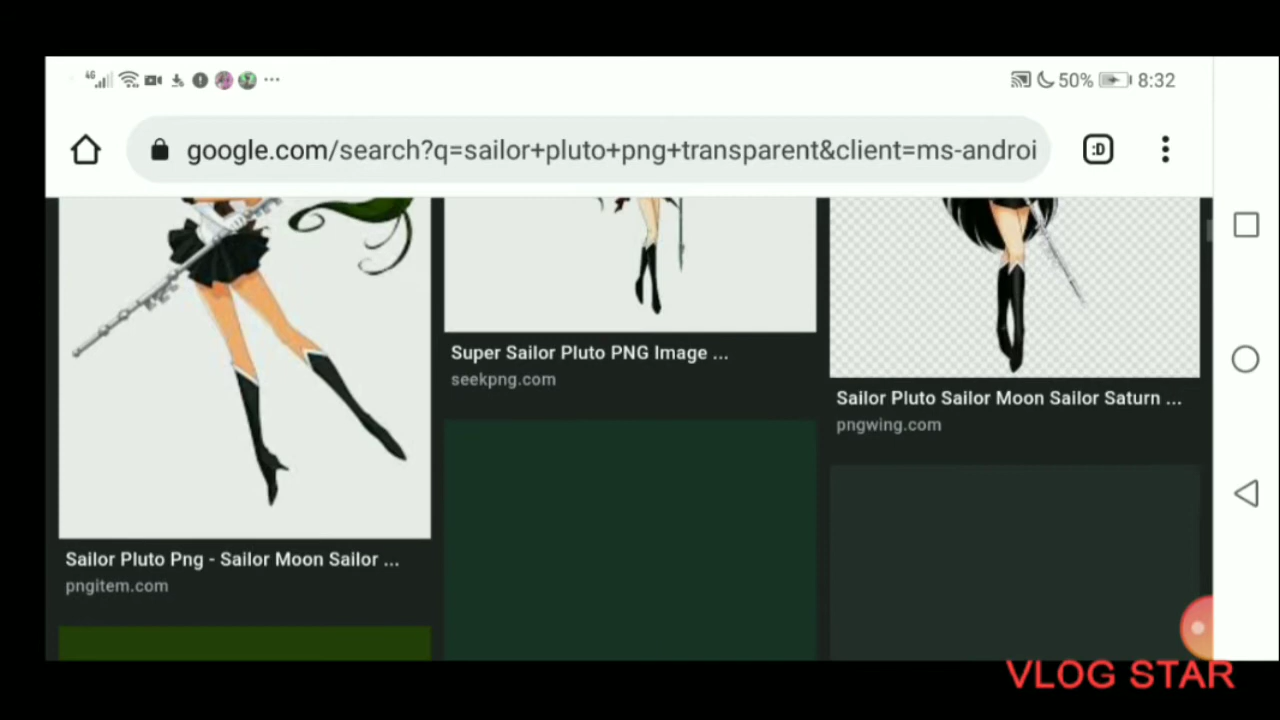 4G
50%
8:32
google.com/search?q=sailor+pluto+png+transparent&client=ms-androi
:D
Super Sailor Pluto PNG Image ...
seekpng.com
Sailor Pluto Sailor Moon Sailor Saturn ...
pngwing.com
Sailor Pluto Png - Sailor Moon Sailor ...
pngitem.com
VLOG STAR